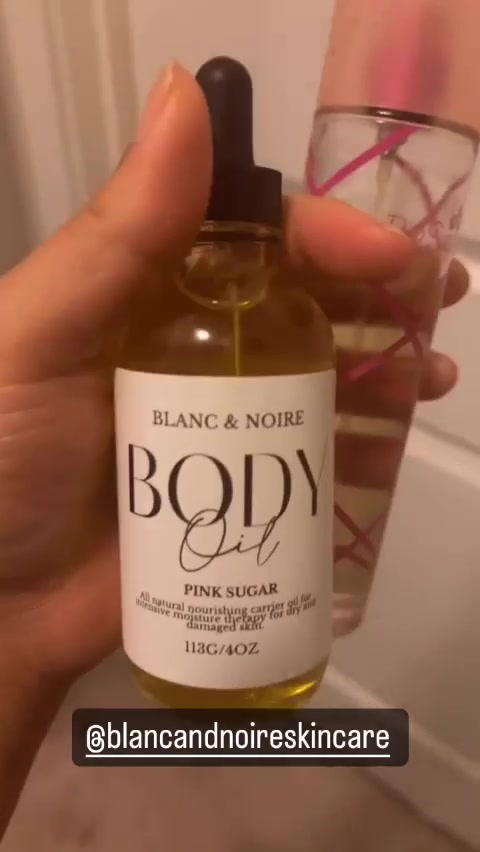 BLANC & NOIRE
BODY
Oil
PINK SUGAR
All natural nourishing carrier oil for
intensive moisture therapy for dry and
damaged skin.
113G/4OZ
@blancandnoireskincare